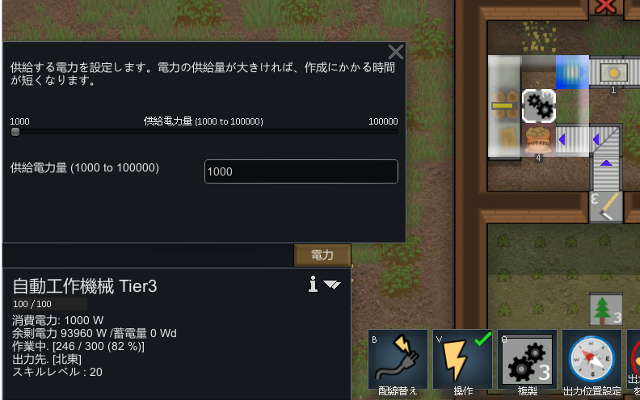 供給する電力を設定します。電力の供給量が大きければ、作成にかかる時間
が短くなります。
1000 供給電力量 (1000 to 100000) 100000
供給電力量 (1000 to 100000) 1000
電力
自動工作機械 Tier3
100 / 100
消費電力: 1000 W
余剰電力 93960 W /蓄電量 0 Wd
作業中. [246 / 300 (82 %)]
出力先. [北東]
スキルレベル : 20
1
4
3
3
B 配線替え
V 操作
O 複製 3
出力位置設定